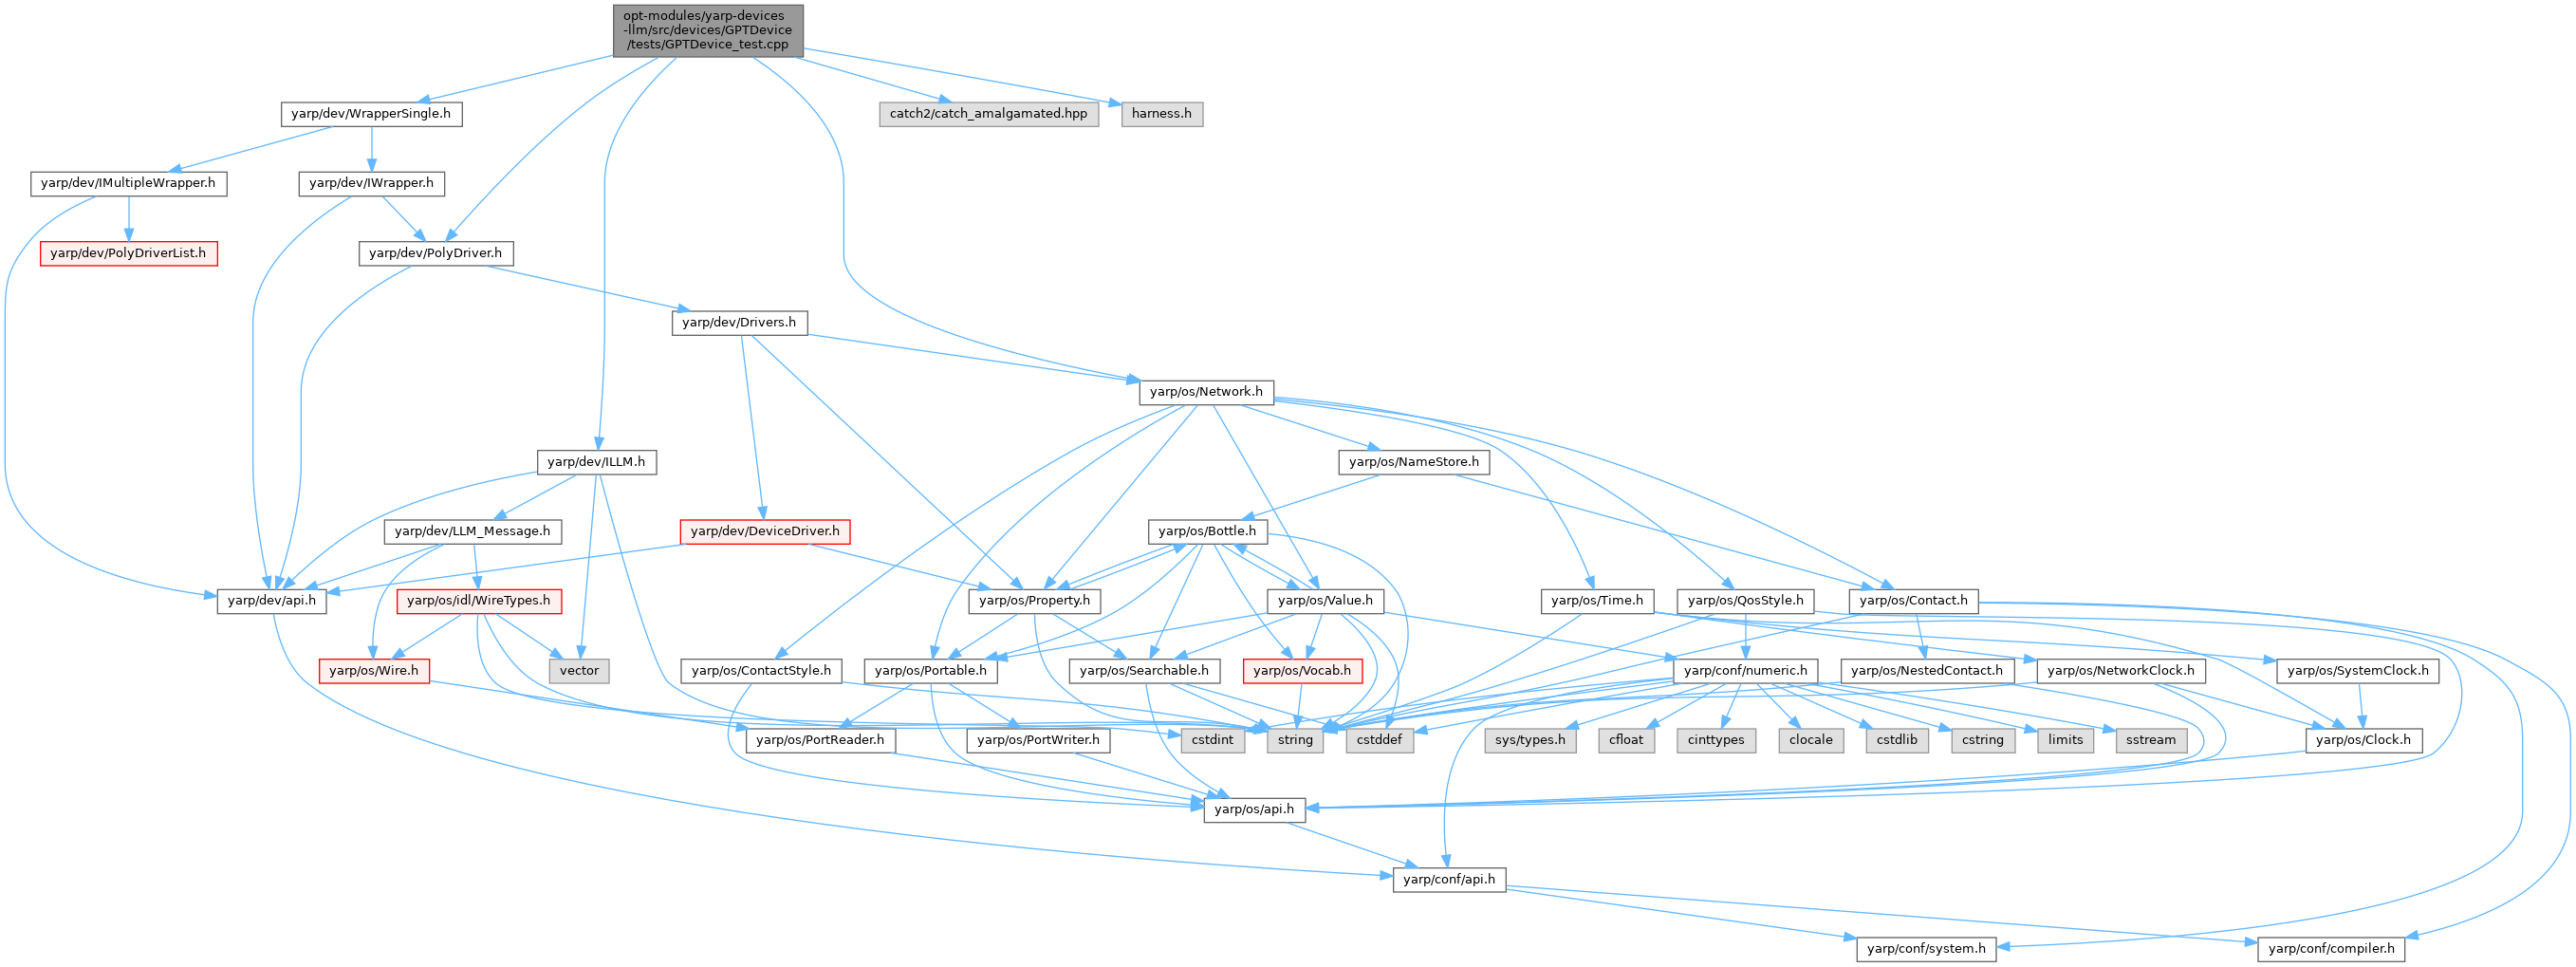 opt-modules/yarp-devices
-llm/src/devices/GPTDevice
/tests/GPTDevice_test.cpp
yarp/dev/WrapperSingle.h
catch2/catch_amalgamated.hpp
harness.h
yarp/dev/IMultipleWrapper.h
yarp/dev/IWrapper.h
yarp/dev/PolyDriverList.h
yarp/dev/PolyDriver.h
yarp/dev/Drivers.h
yarp/os/Network.h
yarp/dev/ILLM.h
yarp/os/NameStore.h
yarp/dev/LLM_Message.h
yarp/dev/DeviceDriver.h
yarp/os/Bottle.h
yarp/dev/api.h
yarp/os/idl/WireTypes.h
yarp/os/Property.h
yarp/os/Value.h
yarp/os/Time.h
yarp/os/QosStyle.h
yarp/os/Contact.h
yarp/os/Wire.h
vector
yarp/os/ContactStyle.h
yarp/os/Portable.h
yarp/os/Searchable.h
yarp/os/Vocab.h
yarp/conf/numeric.h
yarp/os/NestedContact.h
yarp/os/NetworkClock.h
yarp/os/SystemClock.h
yarp/os/PortReader.h
yarp/os/PortWriter.h
cstdint
string
cstddef
sys/types.h
cfloat
cinttypes
clocale
cstdlib
cstring
limits
sstream
yarp/os/Clock.h
yarp/os/api.h
yarp/conf/api.h
yarp/conf/system.h
yarp/conf/compiler.h